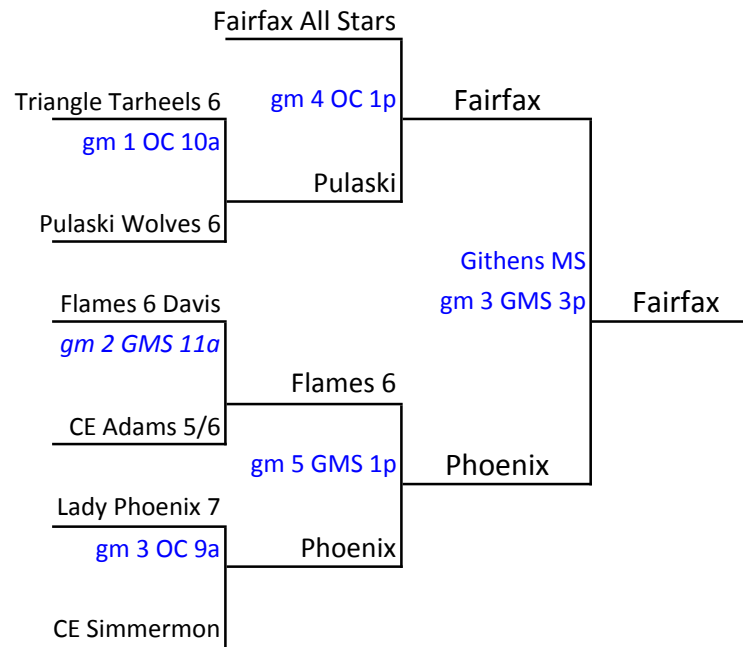 Fairfax All Stars
Triangle Tarheels 6
gm 4 OC 1p
Fairfax
gm 1 OC 10a
Pulaski
Pulaski Wolves 6
Githens MS
Flames 6 Davis
gm 3 GMS 3p
Fairfax
gm 2 GMS 11a
Flames 6
CE Adams 5/6
gm 5 GMS 1p
Phoenix
Lady Phoenix 7
gm 3 OC 9a
Phoenix
CE Simmermon